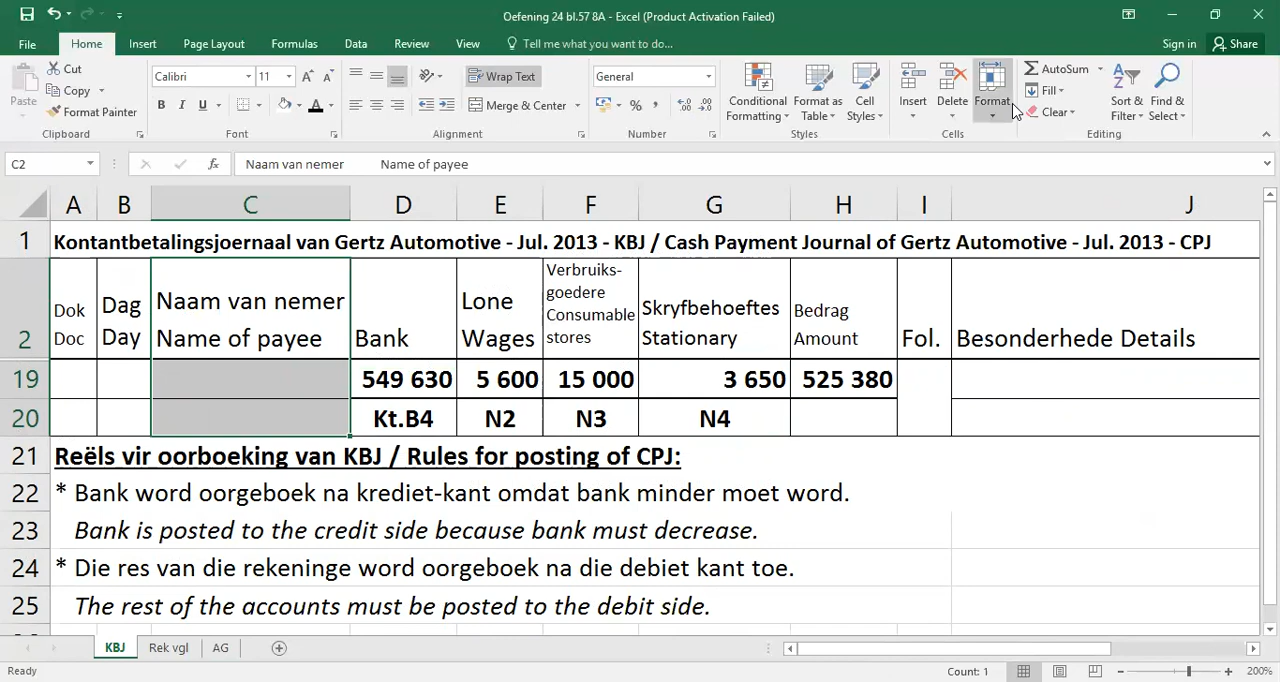 Oefening 24 bl.57 8A - Excel (Product Activation Failed)
File Home Insert Page Layout Formulas Data Review View Tell me what you want to do... Sign in Share
Paste Cut Copy Format Painter
Calibri 11 Wrap Text General
B I U Merge & Center % ,
Conditional Formatting Format as Table Cell Styles
Insert Delete Format
AutoSum Fill Clear
Sort & Filter Find & Select
Clipboard Font Alignment Number Styles Cells Editing
C2 fx Naam van nemer Name of payee
A B C D E F G H I J
1 Kontantbetalingsjoernaal van Gertz Automotive - Jul. 2013 - KBJ / Cash Payment Journal of Gertz Automotive - Jul. 2013 - CPJ
2
Dok
Doc
Dag
Day
Naam van nemer
Name of payee
Bank
Lone
Wages
Verbruiks-
goedere
Consumable
stores
Skryfbehoeftes
Stationary
Bedrag
Amount
Fol.
Besonderhede Details
19 549 630 5 600 15 000 3 650 525 380
20 Kt.B4 N2 N3 N4
21 Reëls vir oorboeking van KBJ / Rules for posting of CPJ:
22 * Bank word oorgeboek na krediet-kant omdat bank minder moet word.
23 Bank is posted to the credit side because bank must decrease.
24 * Die res van die rekeninge word oorgeboek na die debiet kant toe.
25 The rest of the accounts must be posted to the debit side.
KBJ Rek vgl AG
Ready Count: 1 200%